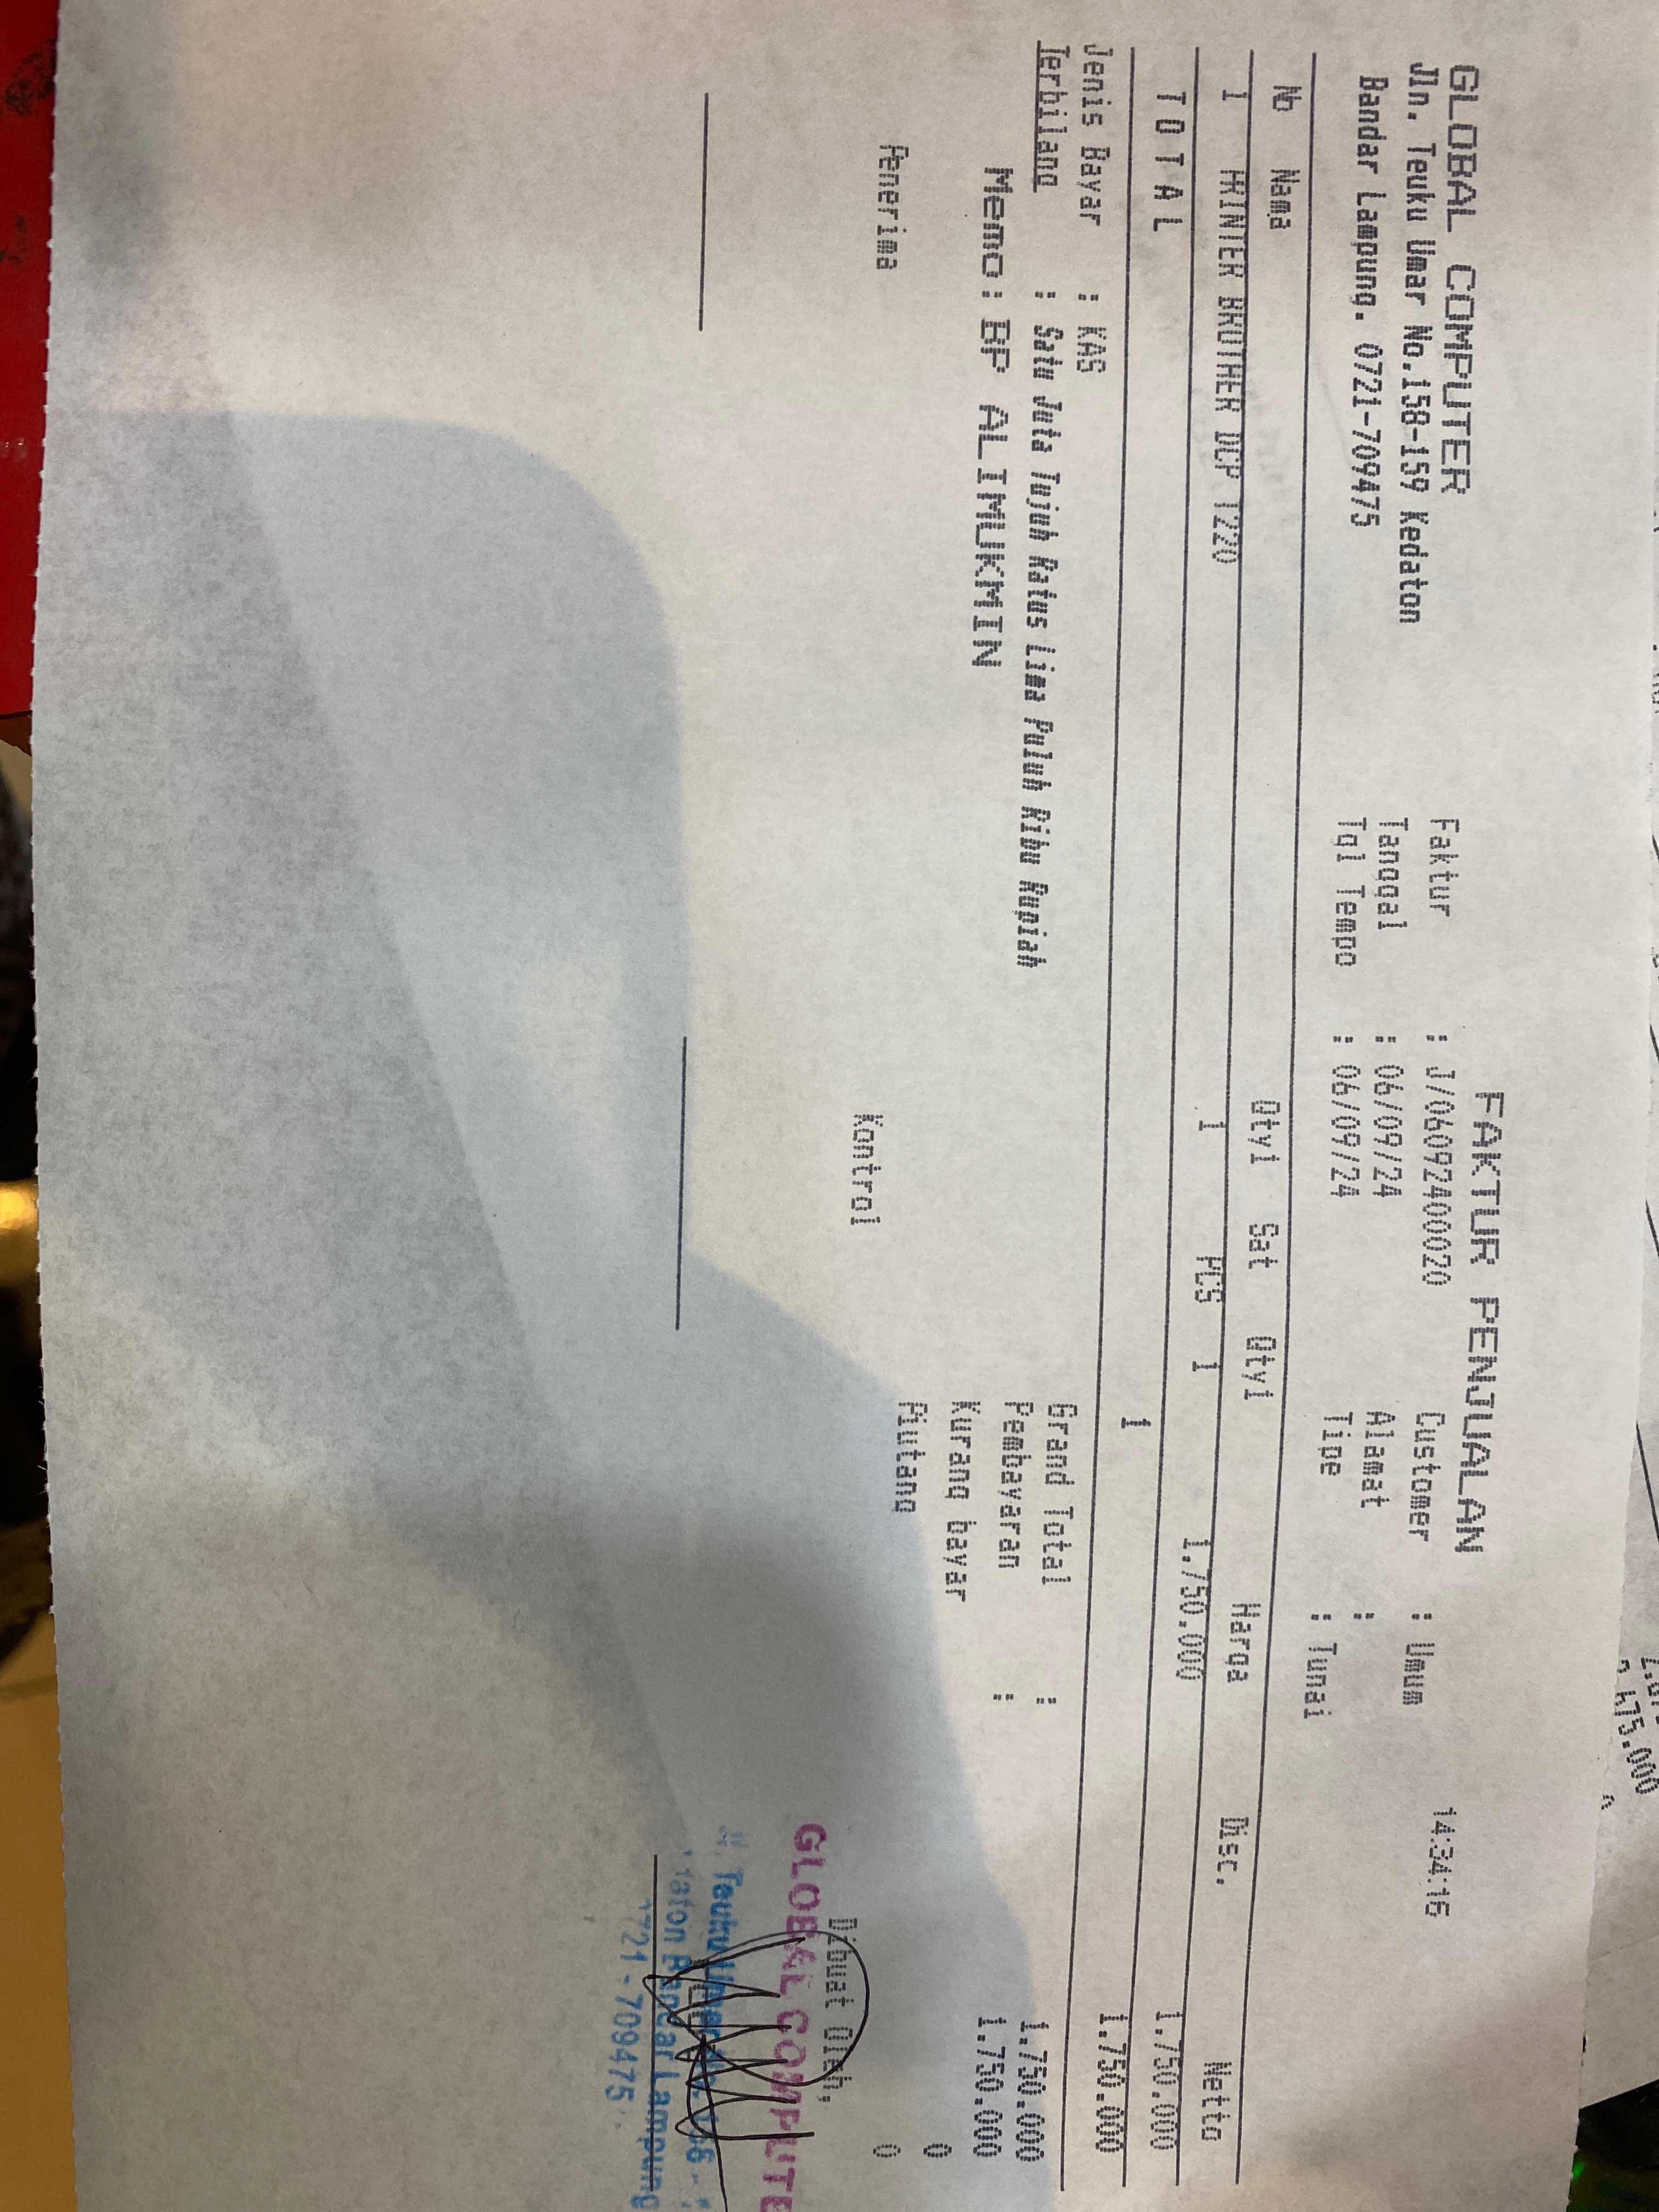 GLOBAL COMPUTER
Jln. Teuku Umar No.158-159 Kedaton
Bandar Lampung. 0721-709475
FAKTUR PENJUALAN
14:34:16
Faktur : J/06092400020
Tanggal : 06/09/24
Tgl Tempo : 06/09/24
Customer : Umum
Alamat :
Tipe : Tunai
No Nama Qty1 Sat Qty1 Harga Disc. Netto
1 PRINTER BROTHER DCP T220 1 PCS 1 1.750.000 1.750.000
T O T A L 1 1.750.000
Jenis Bayar : KAS
Terbilang : Satu Juta Tujuh Ratus Lima Puluh Ribu Rupiah
Memo : BP ALIMUKMIN
Grand Total : 1.750.000
Pembayaran : 1.750.000
Kurang bayar 0
Piutang 0
Penerima Kontrol Dibuat Oleh,
GLOBAL COMPUTE
Teuku Umar
Bandar Lampung
721-709475
675.000